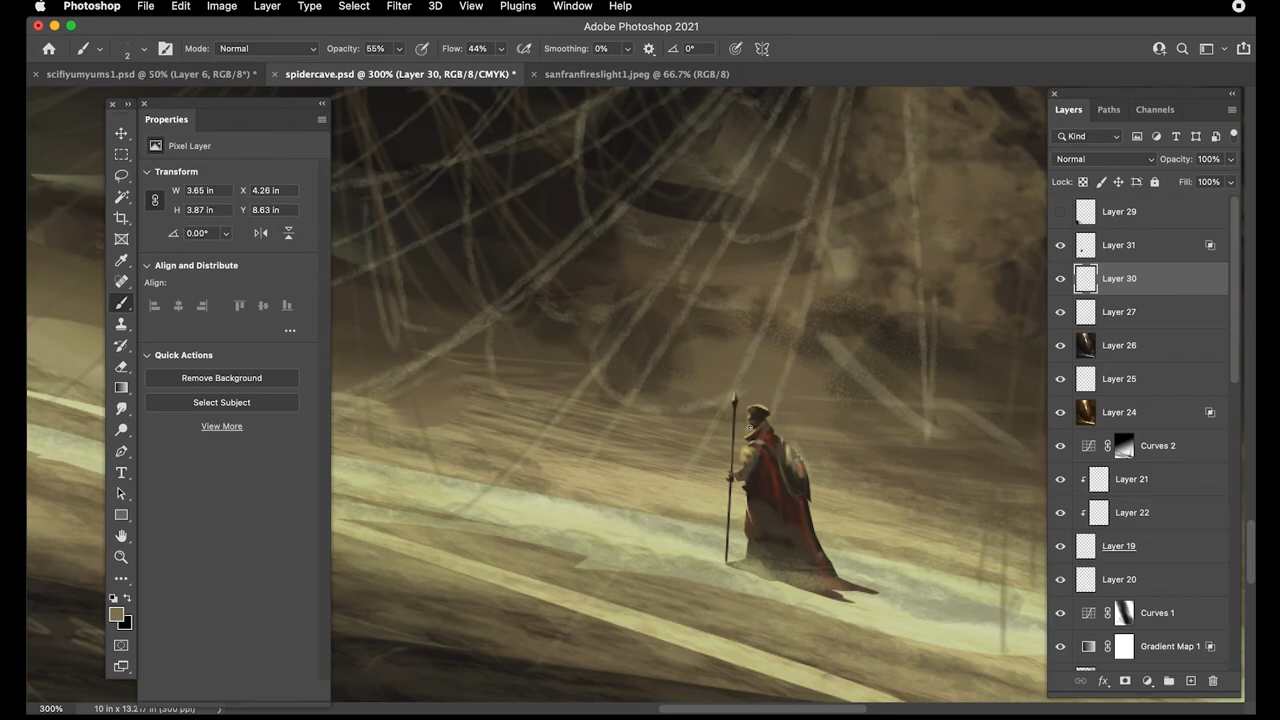 Photoshop File Edit Image Layer Type Select Filter 3D View Plugins Window Help
Adobe Photoshop 2021
2 Mode: Normal Opacity: 55% Flow: 44% Smoothing: 0% 0°
scifiyumyums1.psd @ 50% (Layer 6, RGB/8*) * spidercave.psd @ 300% (Layer 30, RGB/8/CMYK) * sanfranfireslight1.jpeg @ 66.7% (RGB/8)
Properties
Pixel Layer
Transform
W 3.65 in X 4.26 in
H 3.87 in Y 8.63 in
0.00°
Align and Distribute
Align:
Quick Actions
Remove Background
Select Subject
View More
Layers Paths Channels
Kind
Normal Opacity: 100%
Lock: Fill: 100%
Layer 29
Layer 31
Layer 30
Layer 27
Layer 26
Layer 25
Layer 24
Curves 2
Layer 21
Layer 22
Layer 19
Layer 20
Curves 1
Gradient Map 1
fx
300% 10 in x 13.217 in (300 ppi)